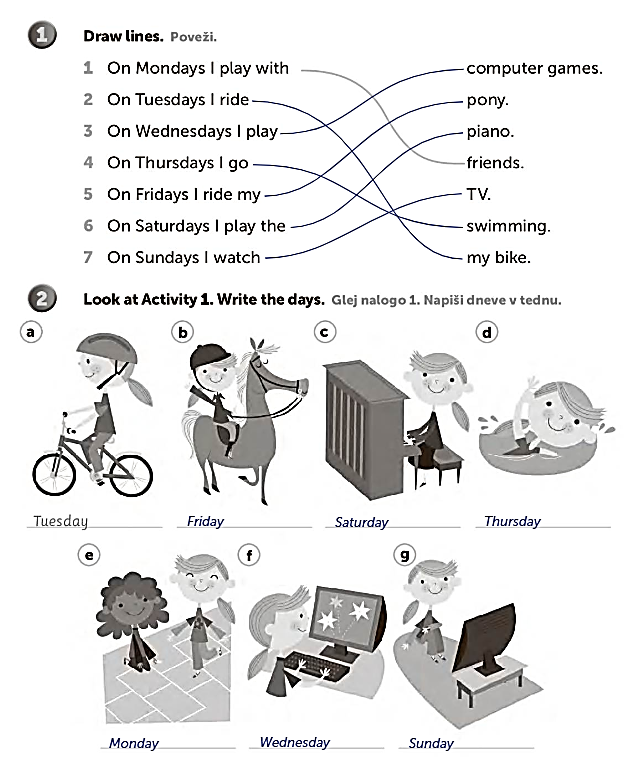 1 Draw lines. Poveži.
1 On Mondays I play with computer games.
2 On Tuesdays I ride pony.
3 On Wednesdays I play piano.
4 On Thursdays I go friends.
5 On Fridays I ride my TV.
6 On Saturdays I play the swimming.
7 On Sundays I watch my bike.
2 Look at Activity 1. Write the days. Glej nalogo 1. Napiši dneve v tednu.
a b c d
Tuesday Friday Saturday Thursday
e f g
Monday Wednesday Sunday